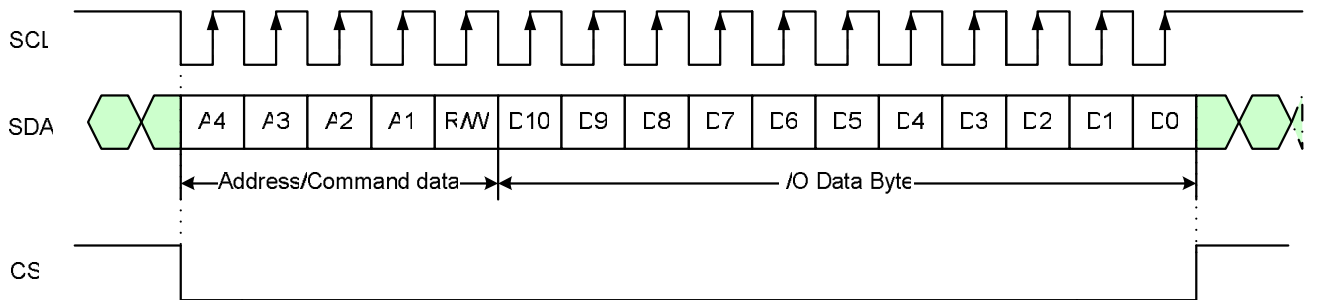 SCL
SDA A4 A3 A2 A1 R/W D10 D9 D8 D7 D6 D5 D4 D3 D2 D1 D0
Address/Command data /O Data Byte
CS